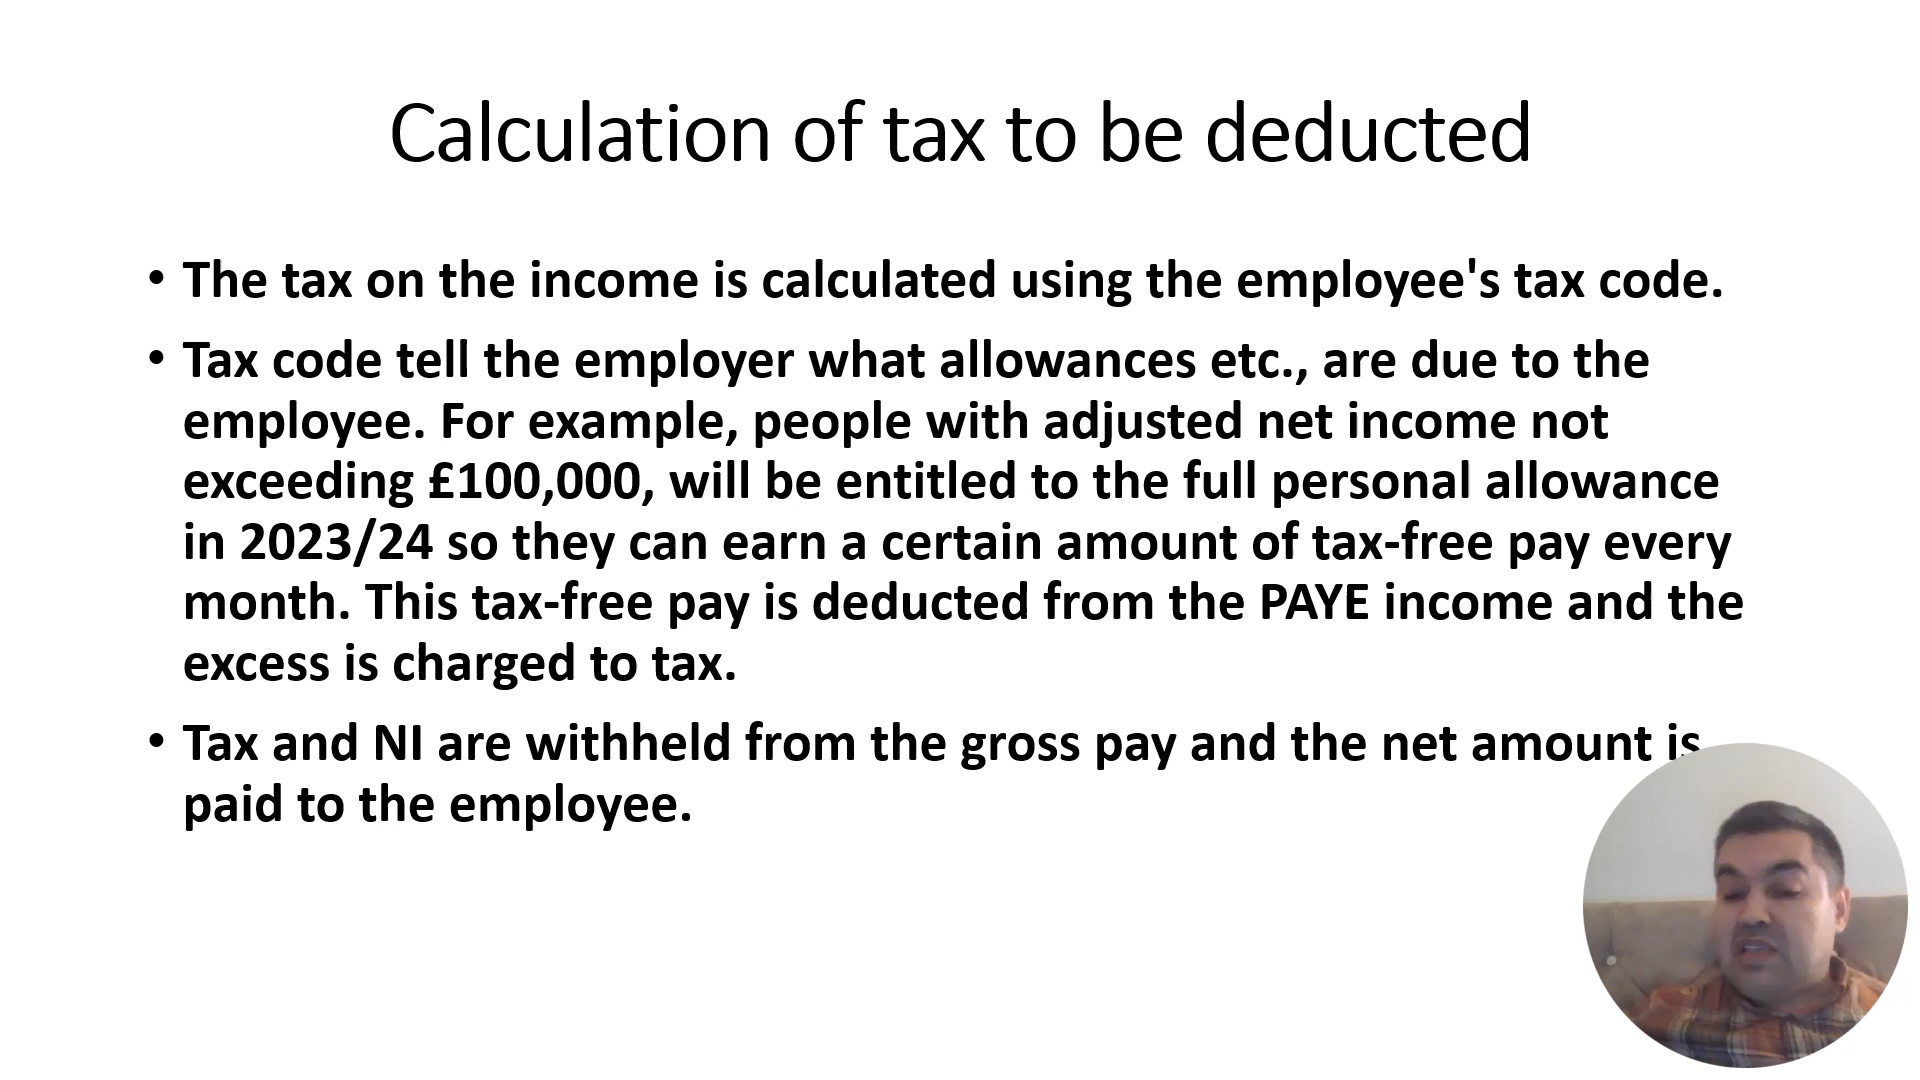 Calculation of tax to be deducted
• The tax on the income is calculated using the employee's tax code.
• Tax code tell the employer what allowances etc., are due to the
employee. For example, people with adjusted net income not
exceeding £100,000, will be entitled to the full personal allowance
in 2023/24 so they can earn a certain amount of tax-free pay every
month. This tax-free pay is deducted from the PAYE income and the
excess is charged to tax.
• Tax and NI are withheld from the gross pay and the net amount is
paid to the employee.